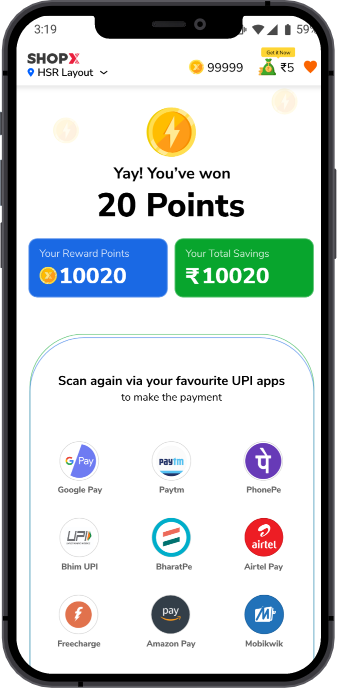 3:19
59%
Get it Now
SHOPX
HSR Layout
99999
₹5
Yay! You've won
20 Points
Your Reward Points
10020
Your Total Savings
₹10020
Scan again via your favourite UPI apps
to make the payment
G Pay
Paytm
पे
Google Pay
Paytm
PhonePe
UPI
airtel
Bhim UPI
BharatPe
Airtel Pay
pay
Freecharge
Amazon Pay
Mobikwik